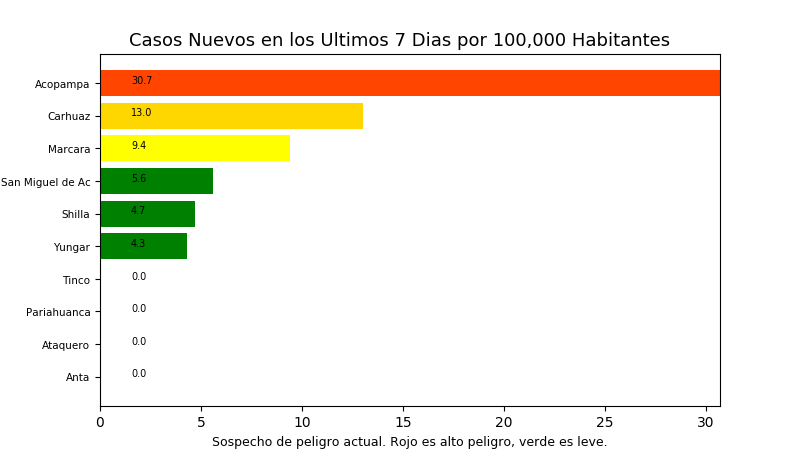 Casos Nuevos en los Ultimos 7 Dias por 100,000 Habitantes
Acopampa 30.7
Carhuaz 13.0
Marcara 9.4
San Miguel de Ac 5.6
Shilla 4.7
Yungar 4.3
Tinco 0.0
Pariahuanca 0.0
Ataquero 0.0
Anta 0.0
0 5 10 15 20 25 30
Sospecho de peligro actual. Rojo es alto peligro, verde es leve.